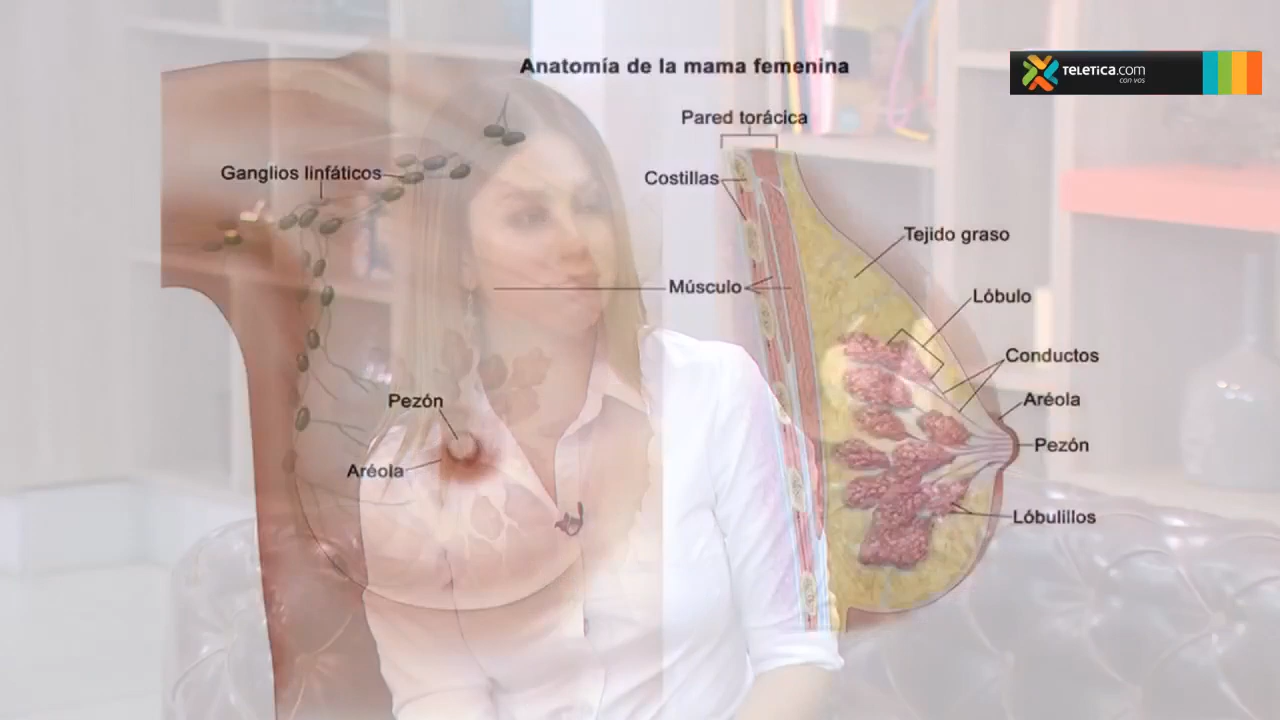 Anatomía de la mama femenina
TELETICA.COM
con vos
Pared torácica
Ganglios linfáticos
Costillas
Tejido graso
Músculo
Lóbulo
Conductos
Pezón
Aréola
Aréola
Pezón
Lóbulillos